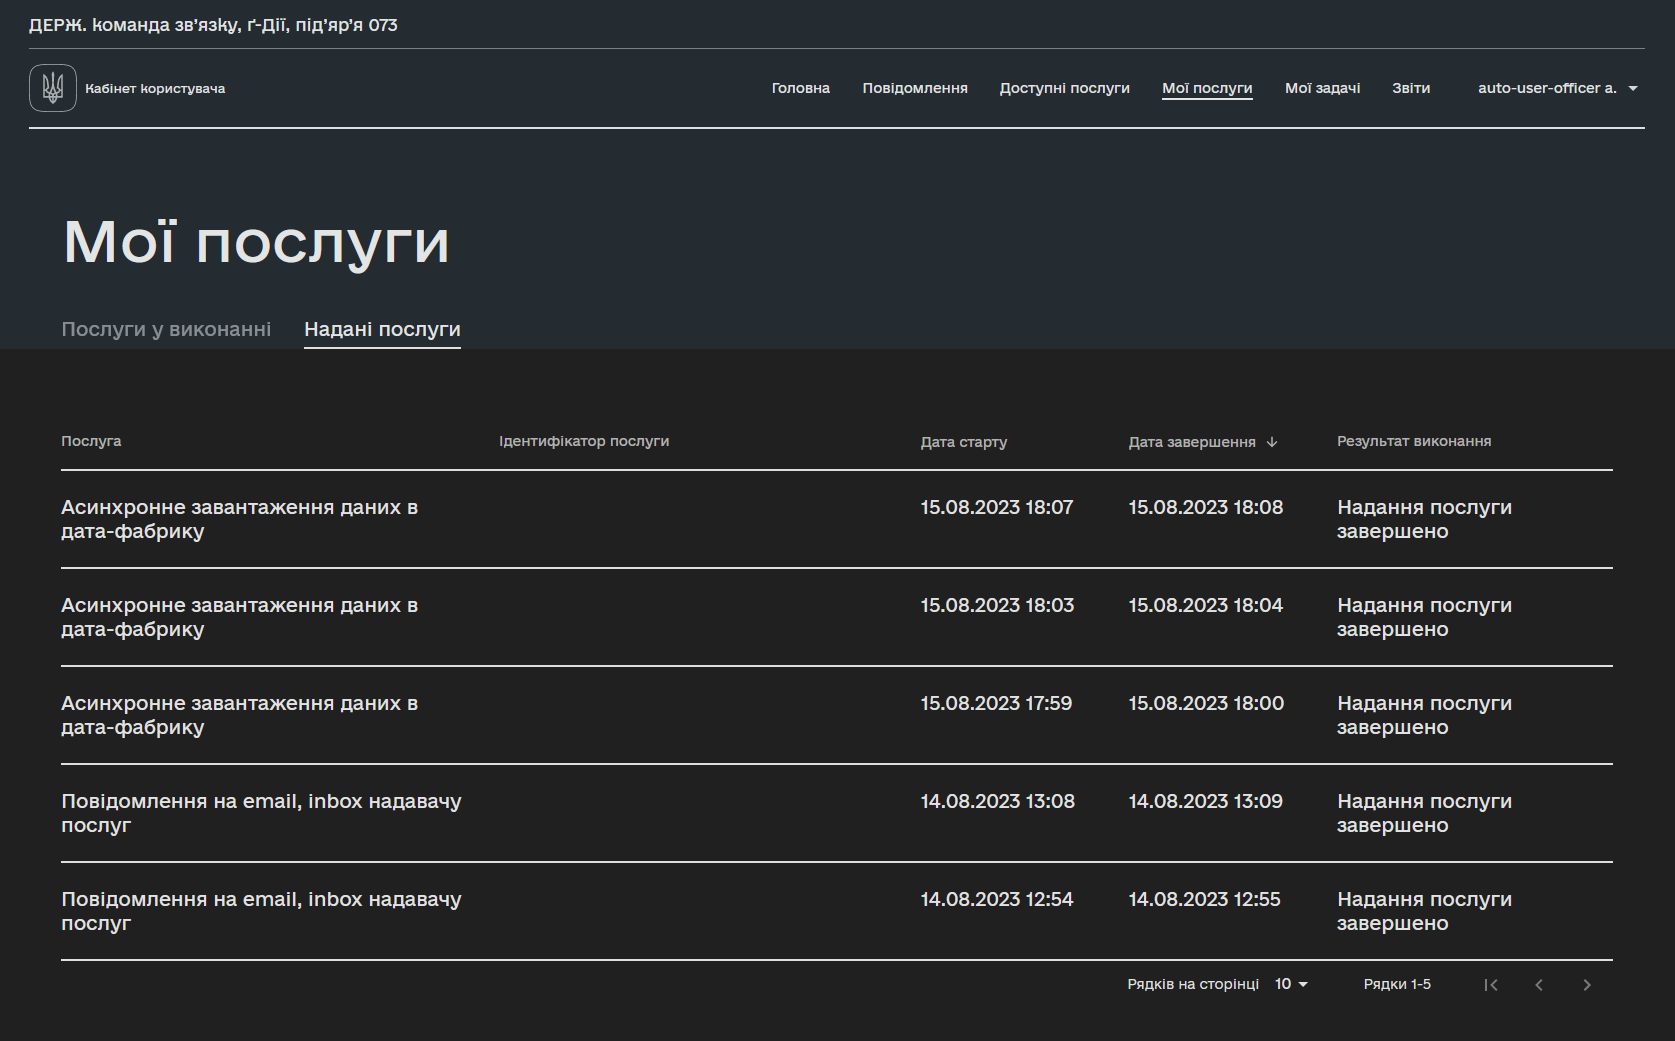 ДЕРЖ. команда зв’язку, ґ-Дії, під’яр’я 073
Кабінет користувача
Головна Повідомлення Доступні послуги Мої послуги Мої задачі Звіти auto-user-officer a.
Мої послуги
Послуги у виконанні Надані послуги
Послуга Ідентифікатор послуги Дата старту Дата завершення Результат виконання
Асинхронне завантаження даних в 15.08.2023 18:07 15.08.2023 18:08 Надання послуги
дата-фабрику завершено
Асинхронне завантаження даних в 15.08.2023 18:03 15.08.2023 18:04 Надання послуги
дата-фабрику завершено
Асинхронне завантаження даних в 15.08.2023 17:59 15.08.2023 18:00 Надання послуги
дата-фабрику завершено
Повідомлення на email, inbox надавачу 14.08.2023 13:08 14.08.2023 13:09 Надання послуги
послуг завершено
Повідомлення на email, inbox надавачу 14.08.2023 12:54 14.08.2023 12:55 Надання послуги
послуг завершено
Рядків на сторінці 10 Рядки 1-5